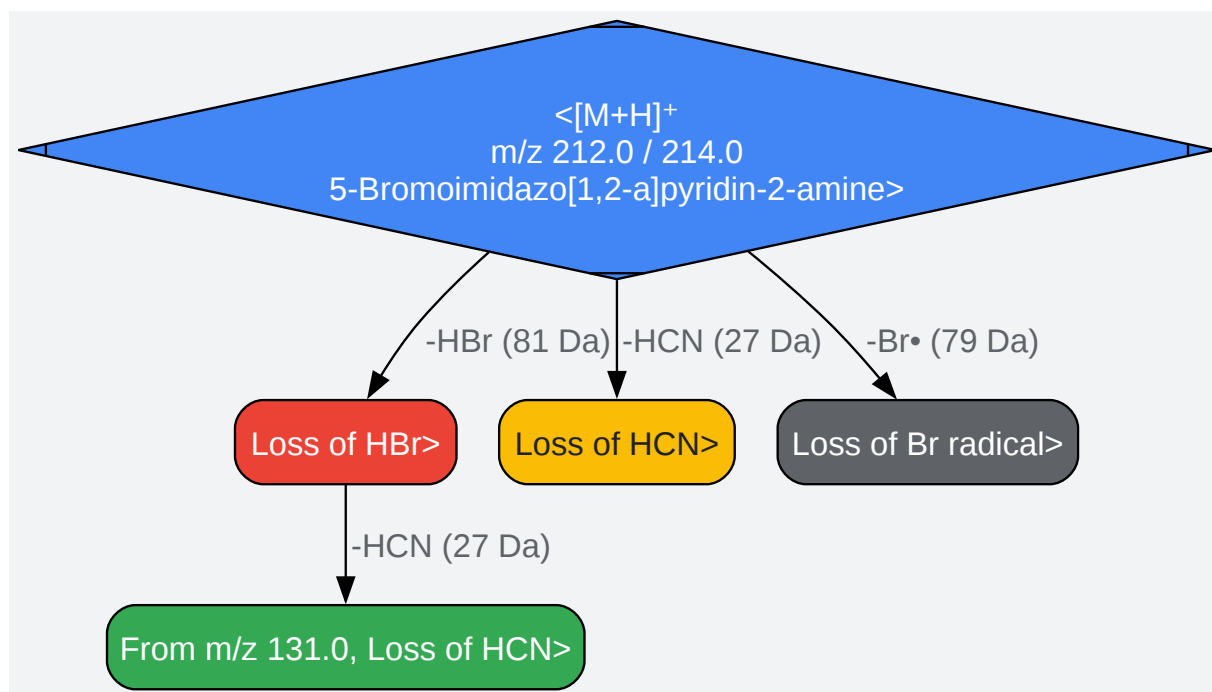 <[M+H]⁺
m/z 212.0 / 214.0
5-Bromoimidazo[1,2-a]pyridin-2-amine>
-HBr (81 Da)
-HCN (27 Da)
-Br• (79 Da)
Loss of HBr>
Loss of HCN>
Loss of Br radical>
-HCN (27 Da)
From m/z 131.0, Loss of HCN>